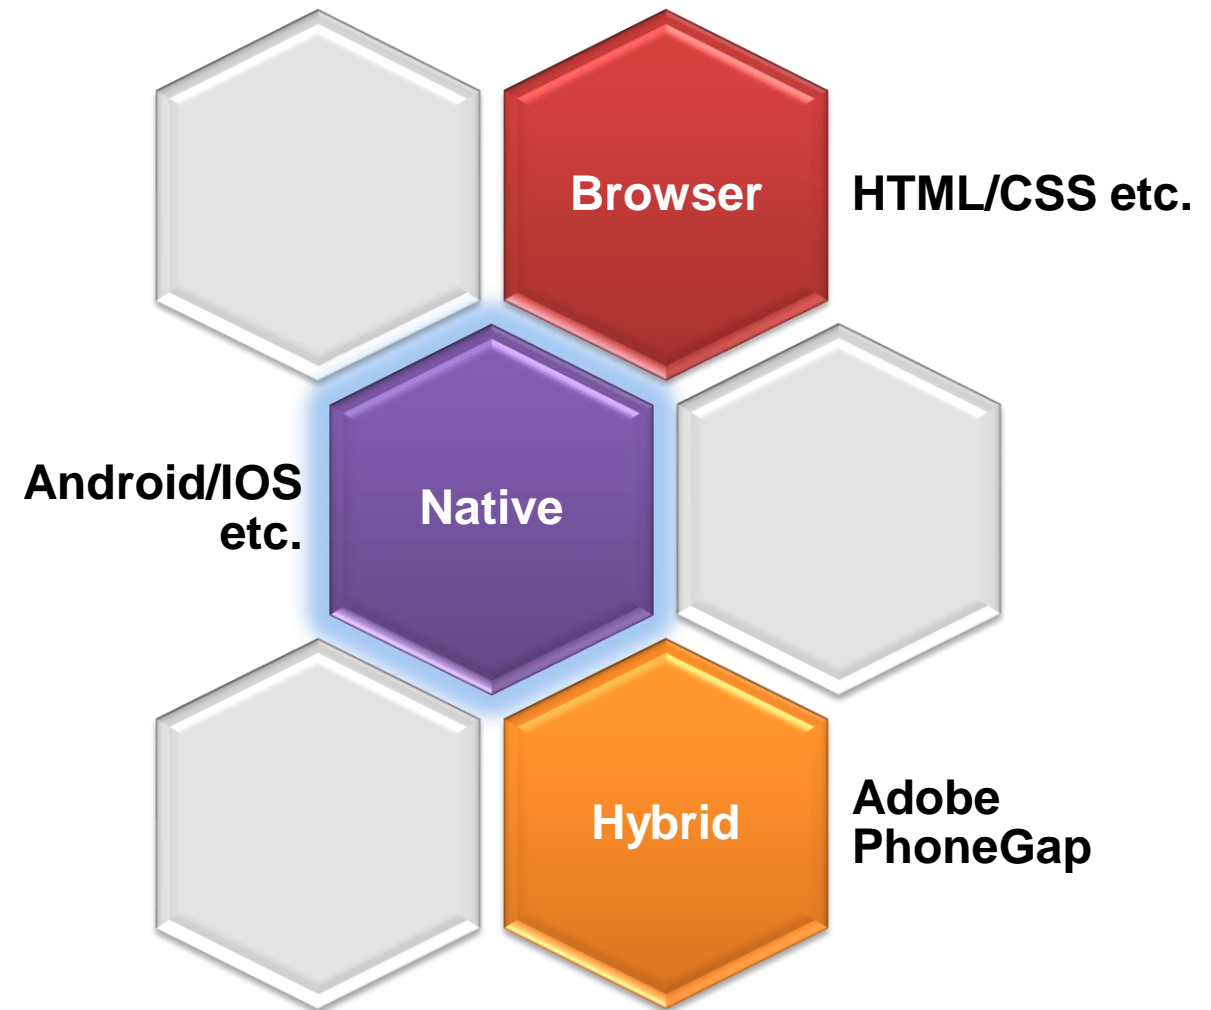 Browser
HTML/CSS etc.
Android/IOS
etc.
Native
Hybrid
Adobe
PhoneGap